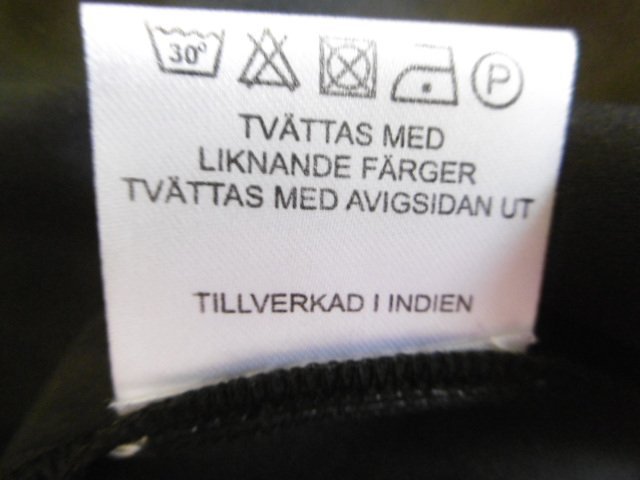 30°
P
TVÄTTAS MED
LIKNANDE FÄRGER
TVÄTTAS MED AVIGSIDAN UT
TILLVERKAD I INDIEN